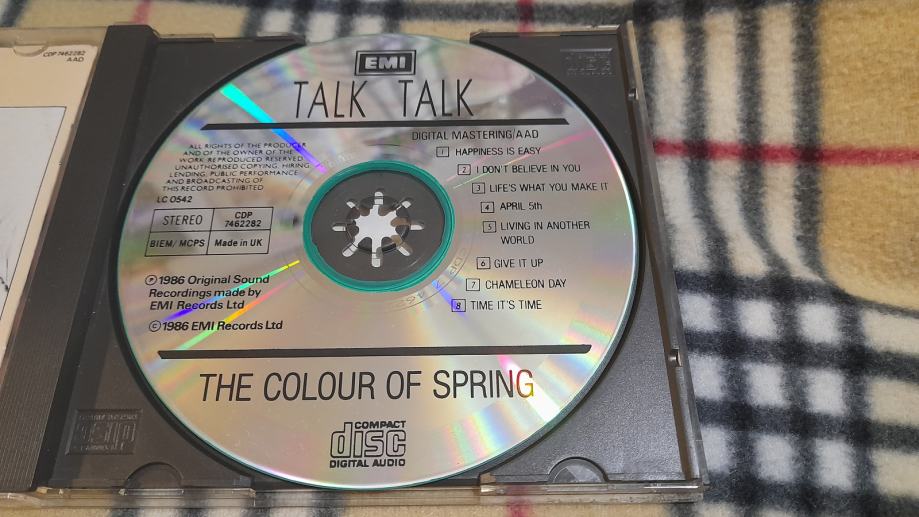 CDP 7462282
AAD
EMI
TALK TALK
DIGITAL MASTERING/AAD
ALL RIGHTS OF THE PRODUCER
AND OF THE OWNER OF THE
WORK REPRODUCED RESERVED
UNAUTHORISED COPYING, HIRING,
LENDING, PUBLIC PERFORMANCE
AND BROADCASTING OF
THIS RECORD PROHIBITED
LC 0542
STEREO
CDP
7462282
BIEM/MCPS
Made in UK
1 HAPPINESS IS EASY
2 I DON'T BELIEVE IN YOU
3 LIFE'S WHAT YOU MAKE IT
4 APRIL 5th
5 LIVING IN ANOTHER
WORLD
6 GIVE IT UP
7 CHAMELEON DAY
8 TIME IT'S TIME
℗ 1986 Original Sound
Recordings made by
EMI Records Ltd
© 1986 EMI Records Ltd
THE COLOUR OF SPRING
COMPACT
disc
DIGITAL AUDIO